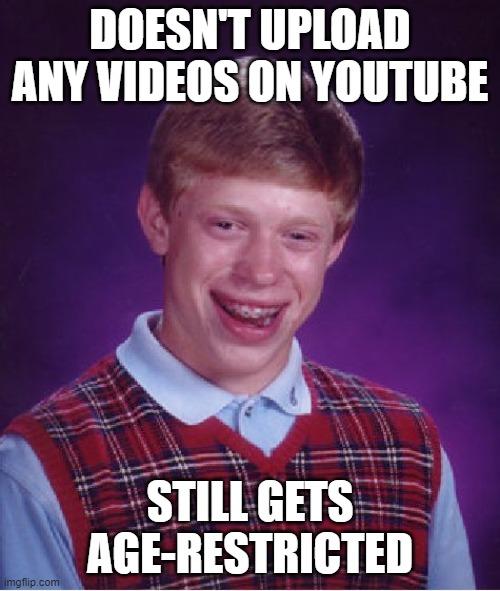 DOESN'T UPLOAD
ANY VIDEOS ON YOUTUBE
STILL GETS
AGE-RESTRICTED
imgflip.com